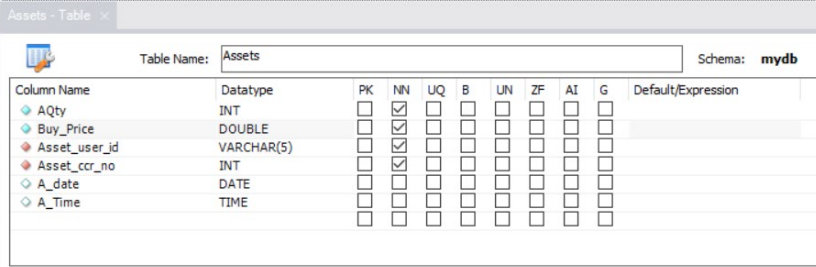 Assets - Table ×
Table Name: Assets Schema: mydb
Column Name Datatype PK NN UQ B UN ZF AI G Default/Expression
AQty INT
Buy_Price DOUBLE
Asset_user_id VARCHAR(5)
Asset_ccr_no INT
A_date DATE
A_Time TIME